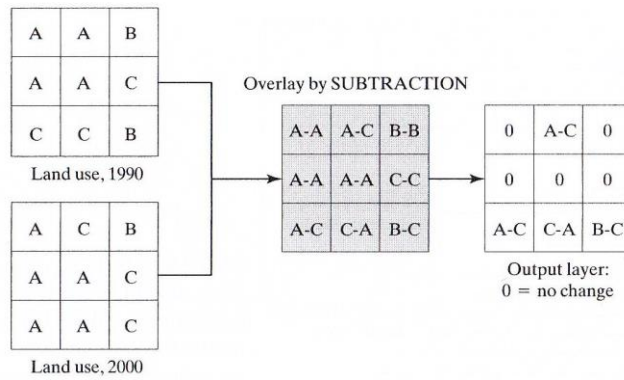 A A B
A A C
C C B
Land use, 1990
A C B
A A C
A A C
Land use, 2000
Overlay by SUBTRACTION
A-A A-C B-B
A-A A-A C-C
A-C C-A B-C
0 A-C 0
0 0 0
A-C C-A B-C
Output layer:
0 = no change